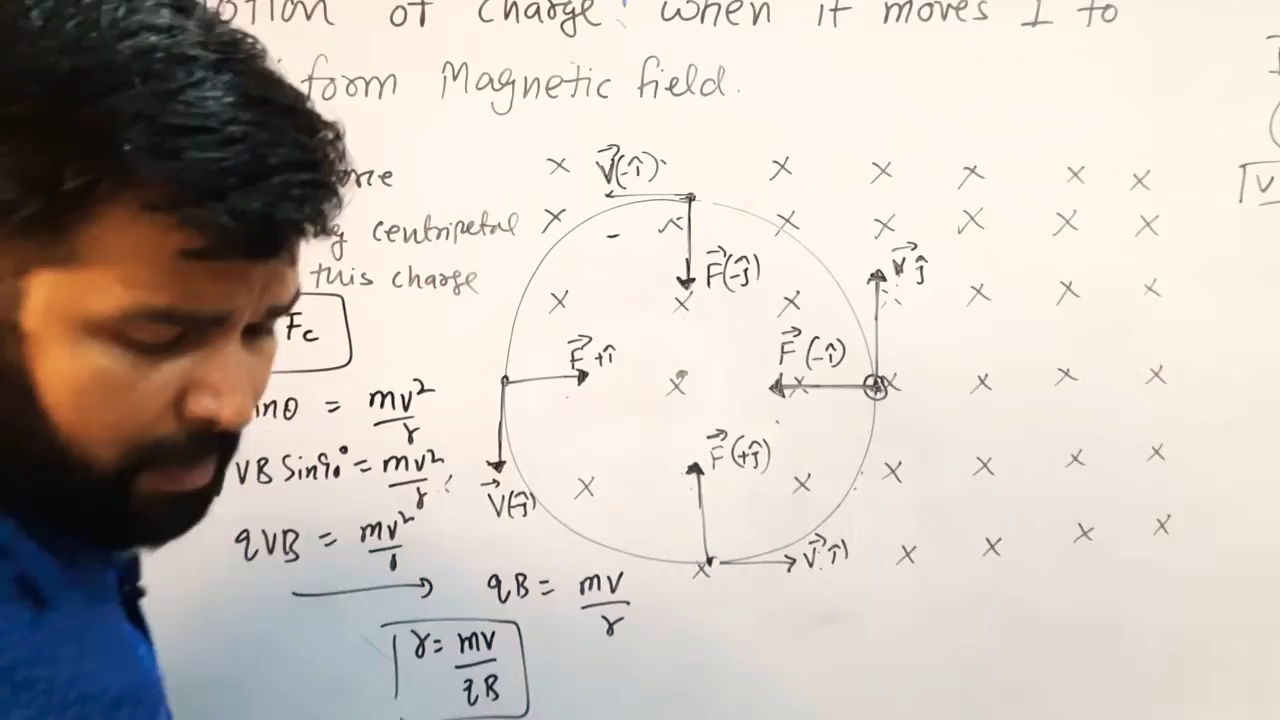 of charge when it moves ⊥ to
form Magnetic field.
centripetal
this charge
Fc
inθ = mv²/r
VB Sin90° = mv²/r
qVB = mv²/r
qB = mv/r
r = mv/qB
V⃗(-î)
F⃗(-ĵ)
V⃗ ĵ
F⃗ +î
F⃗ (-î)
F⃗ (+ĵ)
V⃗(-ĵ)
V⃗ î